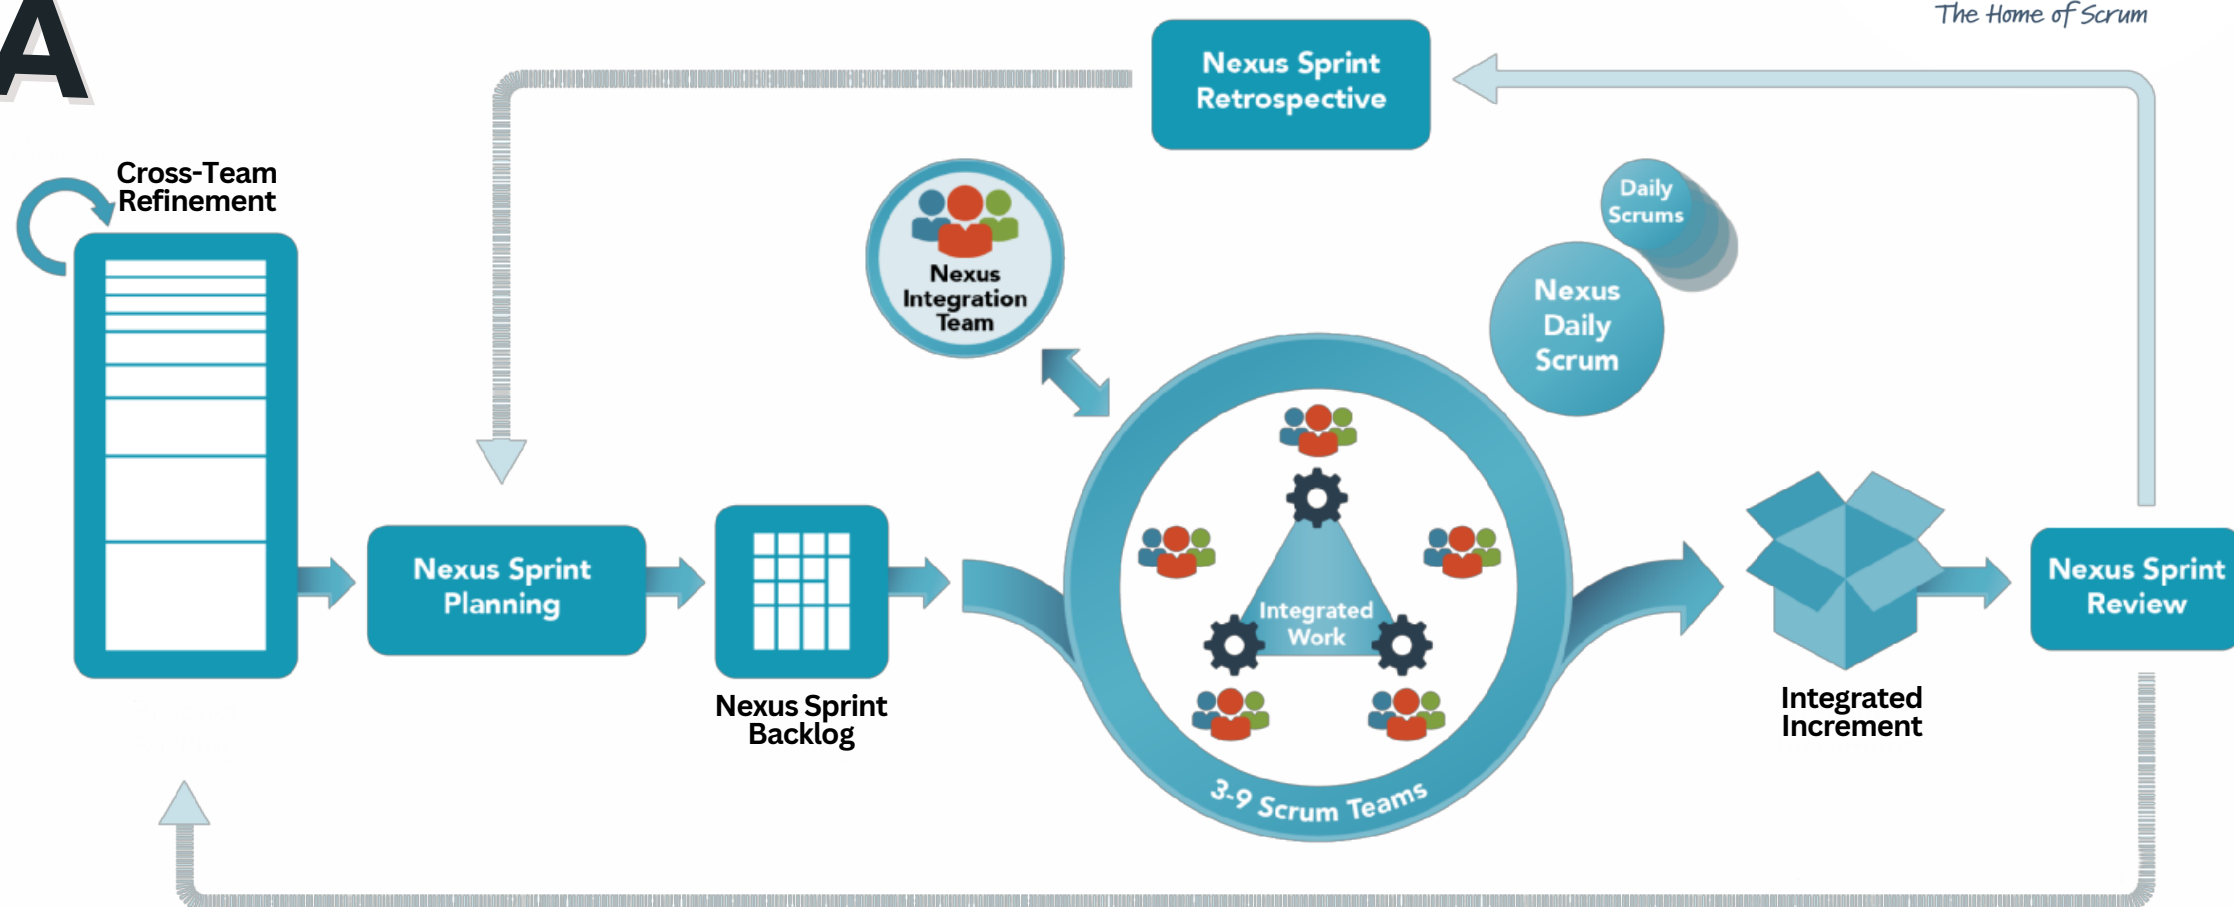 A
The Home of Scrum
Nexus Sprint
Retrospective
Cross-Team
Refinement
Daily
Scrums
Nexus
Integration
Team
Nexus
Daily
Scrum
Nexus Sprint
Planning
Integrated
Work
Nexus Sprint
Review
Nexus Sprint
Backlog
Integrated
Increment
3-9 Scrum Teams